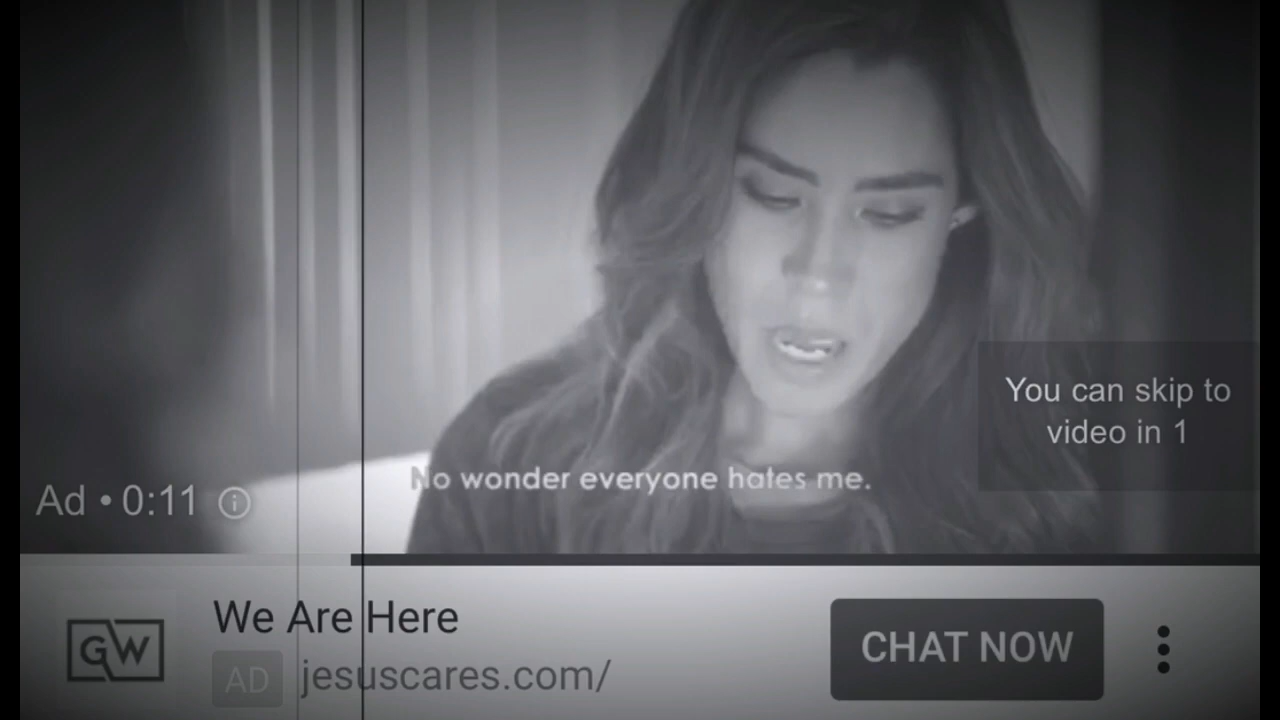 You can skip to
video in 1
No wonder everyone hates me.
Ad • 0:11
GW
We Are Here
AD jesuscares.com/
CHAT NOW